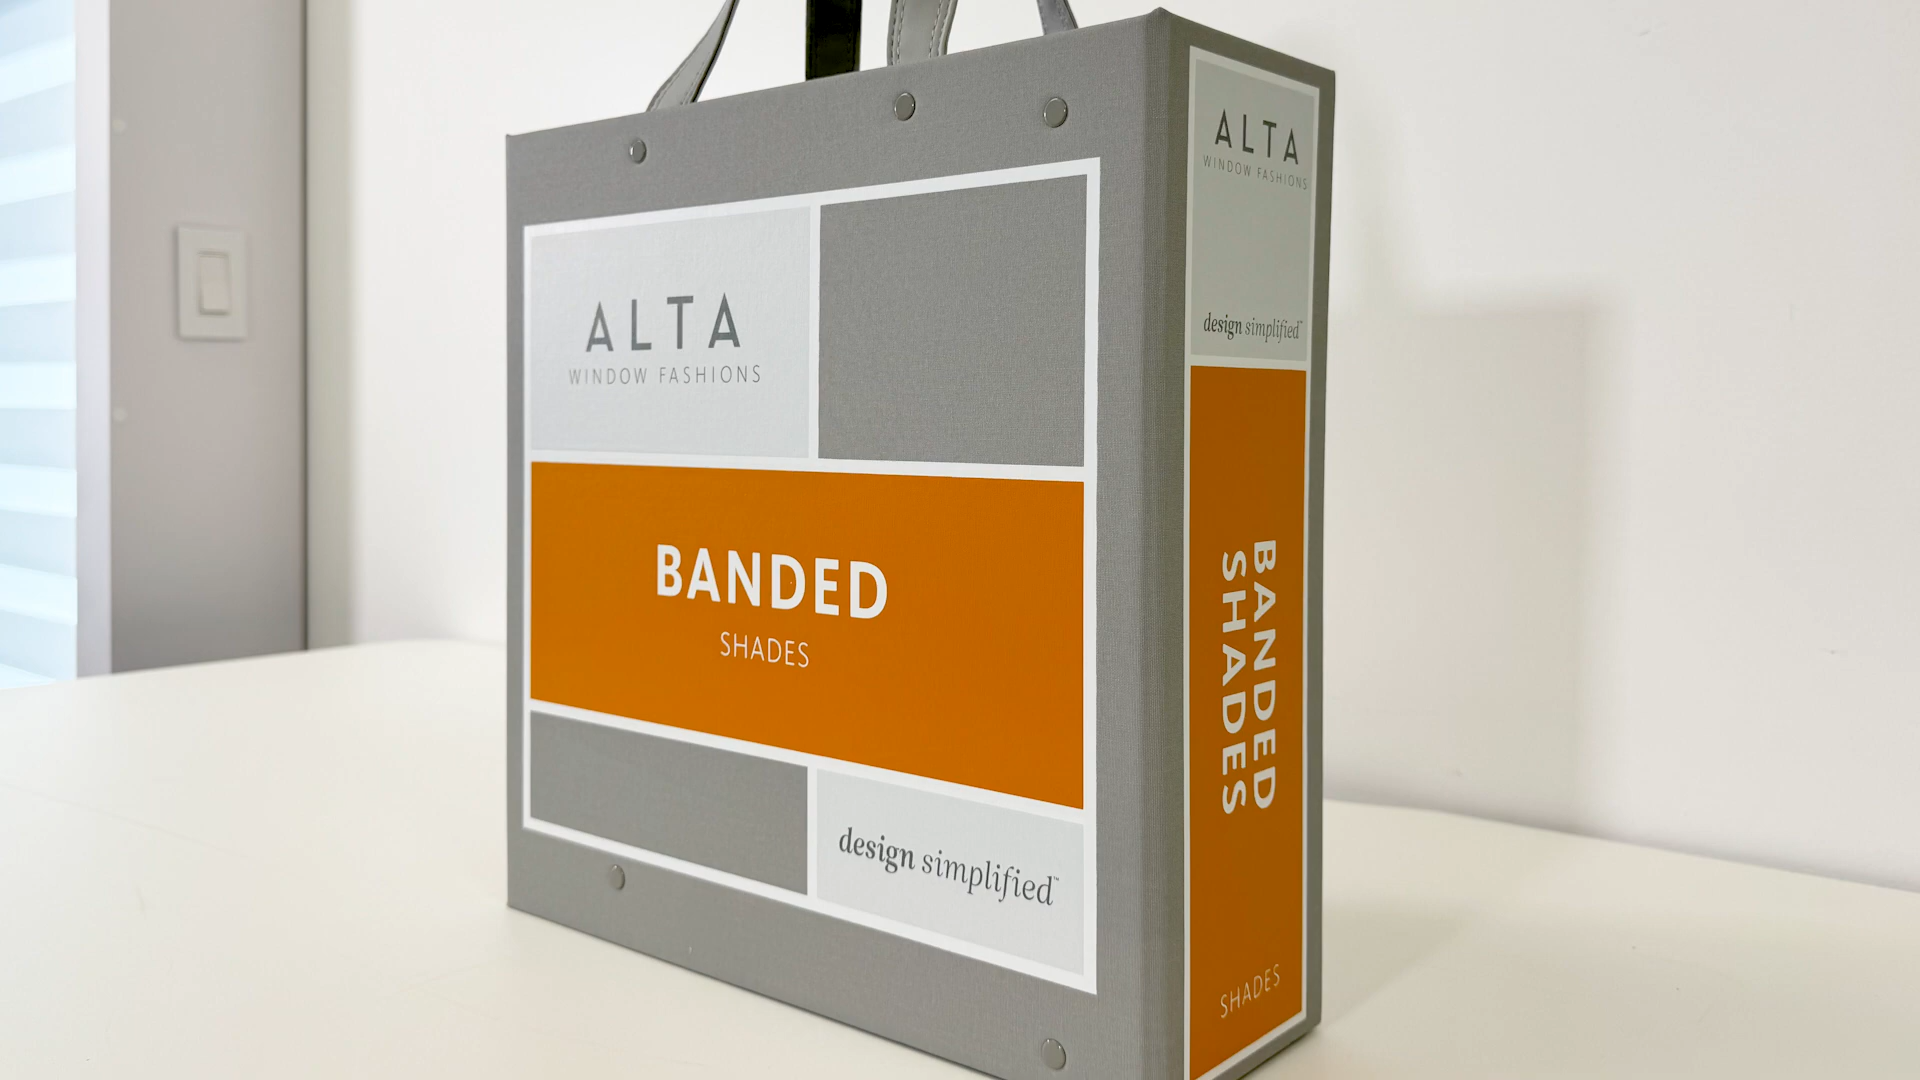 ALTA
WINDOW FASHIONS
BANDED
SHADES
design simplified™
ALTA
WINDOW FASHIONS
design simplified™
BANDED
SHADES
SHADES